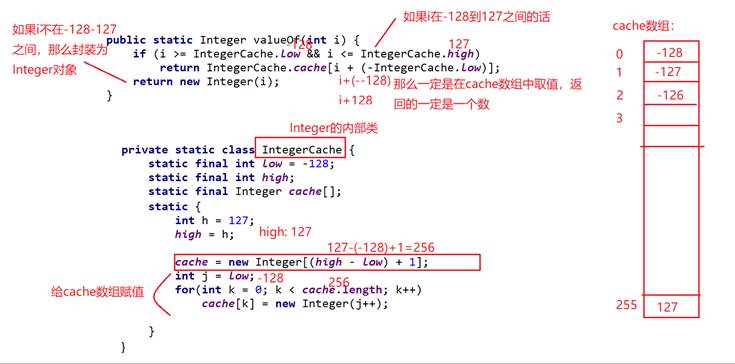 如果i不在-128-127
之间，那么封装为
Integer对象
如果i在-128到127之间的话
public static Integer valueOf(int i) {
-128
127
if (i >= IntegerCache.low && i <= IntegerCache.high)
return IntegerCache.cache[i + (-IntegerCache.low)];
return new Integer(i);
}
i+(--128)
i+128
那么一定是在cache数组中取值，返
回的一定是一个数
Integer的内部类
private static class IntegerCache {
static final int low = -128;
static final int high;
static final Integer cache[];
static {
int h = 127;
high = h;
high: 127
127-(-128)+1=256
cache = new Integer[(high - low) + 1];
int j = low;
-128
256
for(int k = 0; k < cache.length; k++)
cache[k] = new Integer(j++);
给cache数组赋值
}
}
cache数组：
0 -128
1 -127
2 -126
3
255 127